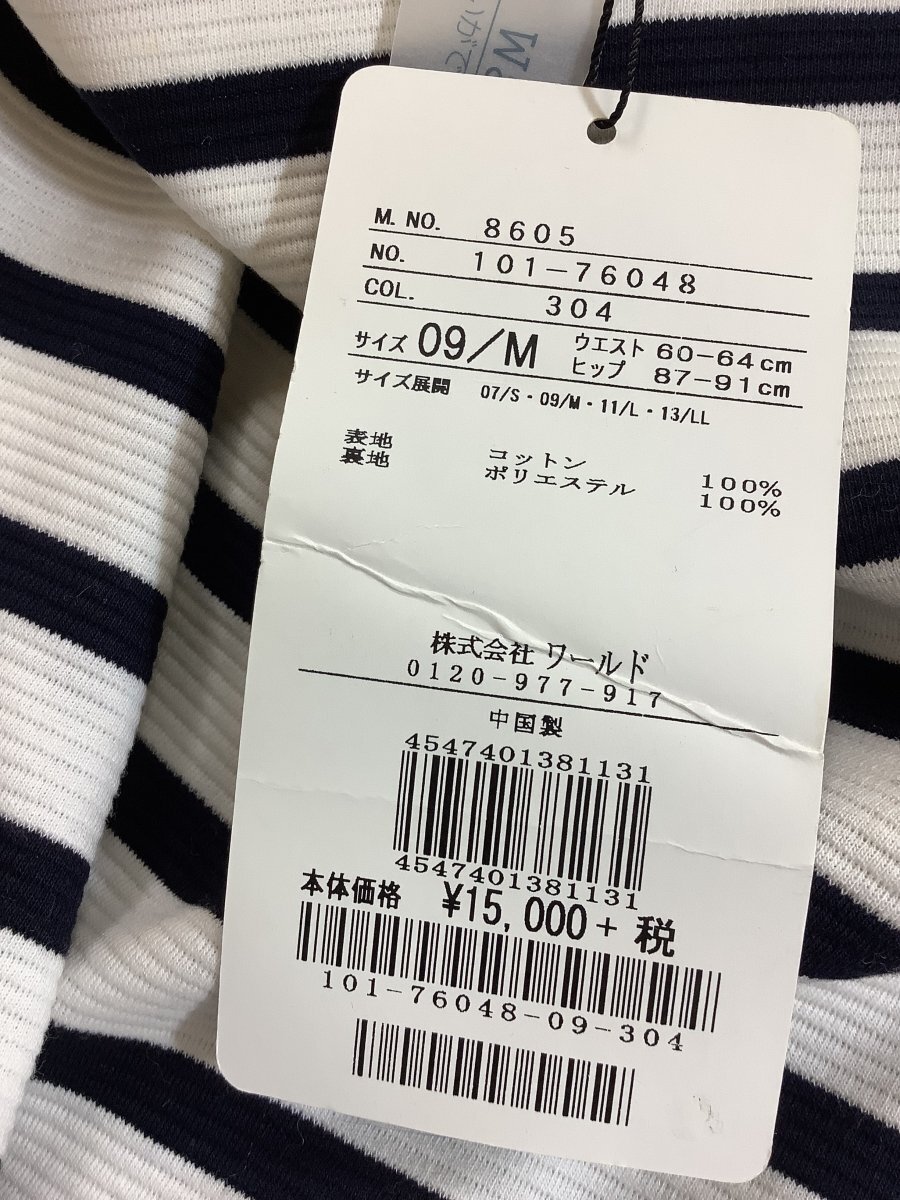 M. NO. 8605
NO. 101-76048
COL. 304
サイズ 09/M ウエスト 60-64cm
ヒップ 87-91cm
サイズ展開 07/S・09/M・11/L・13/LL
表地 コットン 100%
裏地 ポリエステル 100%
株式会社 ワールド
0120-977-917
中国製
4547401381131
4547401381131
本体価格 ¥15,000+ 税
101-76048-09-304